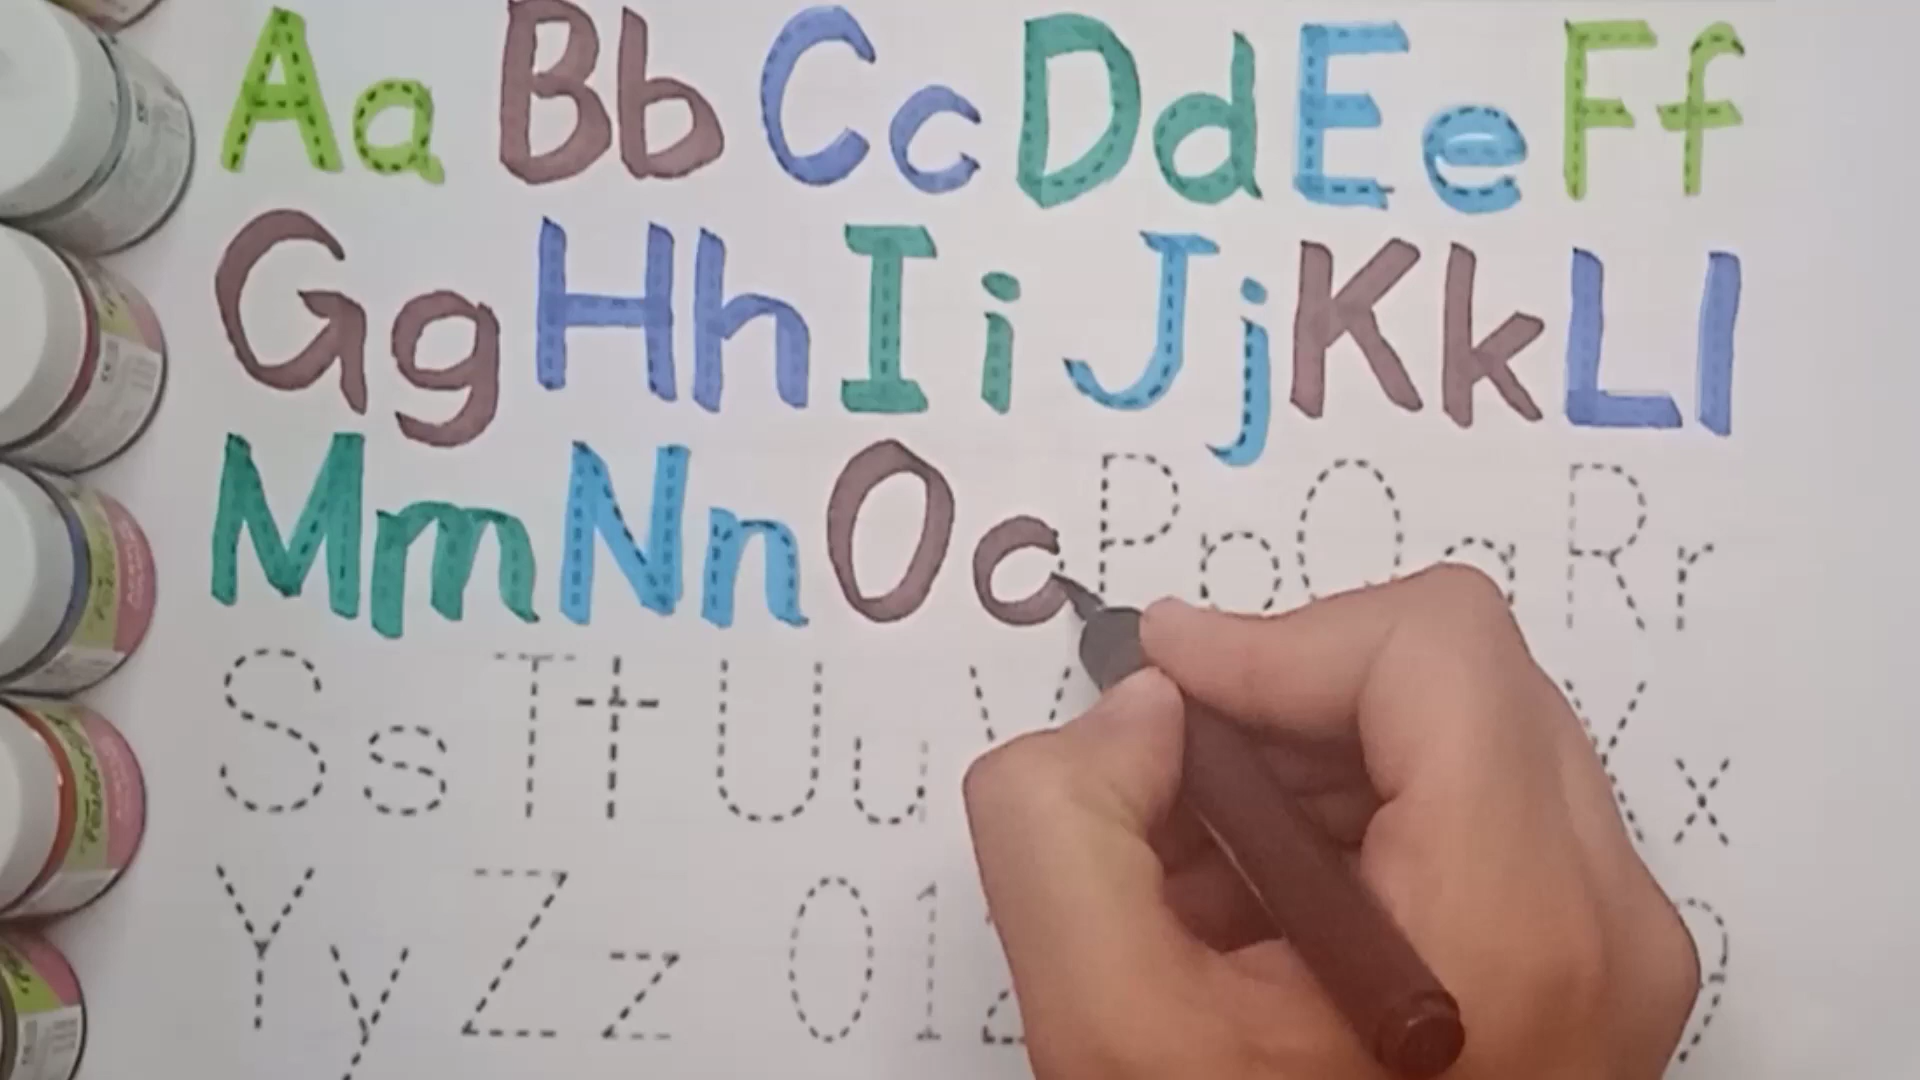 Aa Bb Cc Dd Ee Ff
Gg Hh Ii Jj Kk Ll
Mm Nn Oo Pp Qq Rr
Ss Tt Uu V X x
Yy Zz 0 1 2 9